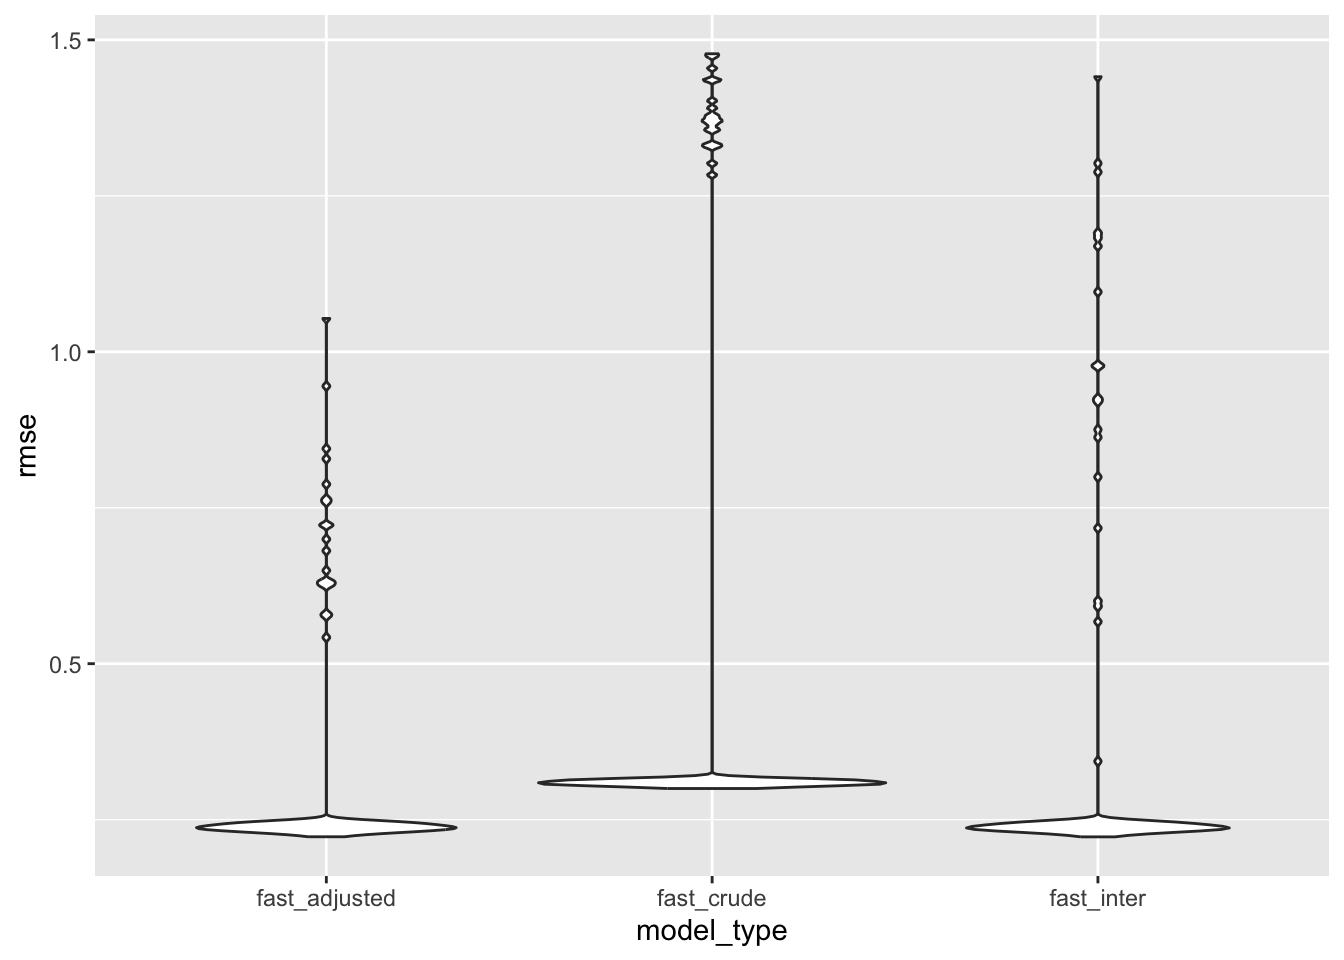 1.5
1.0
0.5
rmse
fast_adjusted
fast_crude
fast_inter
model_type